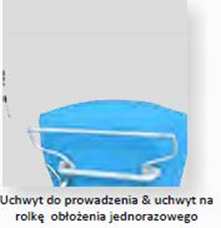 Uchwyt do prowadzenia & uchwyt na
rolkę obłożenia jednorazowego